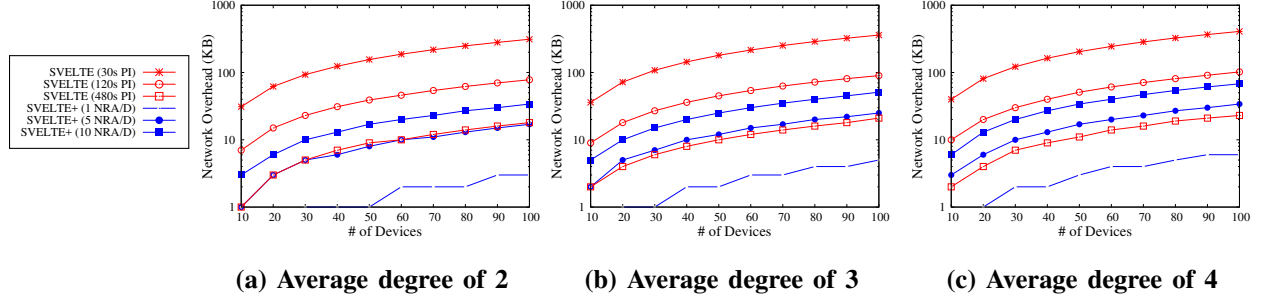 SVELTE (30s PI)
SVELTE (120s PI)
SVELTE (480s PI)
SVELTE+ (1 NRA/D)
SVELTE+ (5 NRA/D)
SVELTE+ (10 NRA/D)
Network Overhead (KB)
1000
100
10
1
10 20 30 40 50 60 70 80 90 100
# of Devices
(a) Average degree of 2
Network Overhead (KB)
1000
100
10
1
10 20 30 40 50 60 70 80 90 100
# of Devices
(b) Average degree of 3
Network Overhead (KB)
1000
100
10
1
10 20 30 40 50 60 70 80 90 100
# of Devices
(c) Average degree of 4